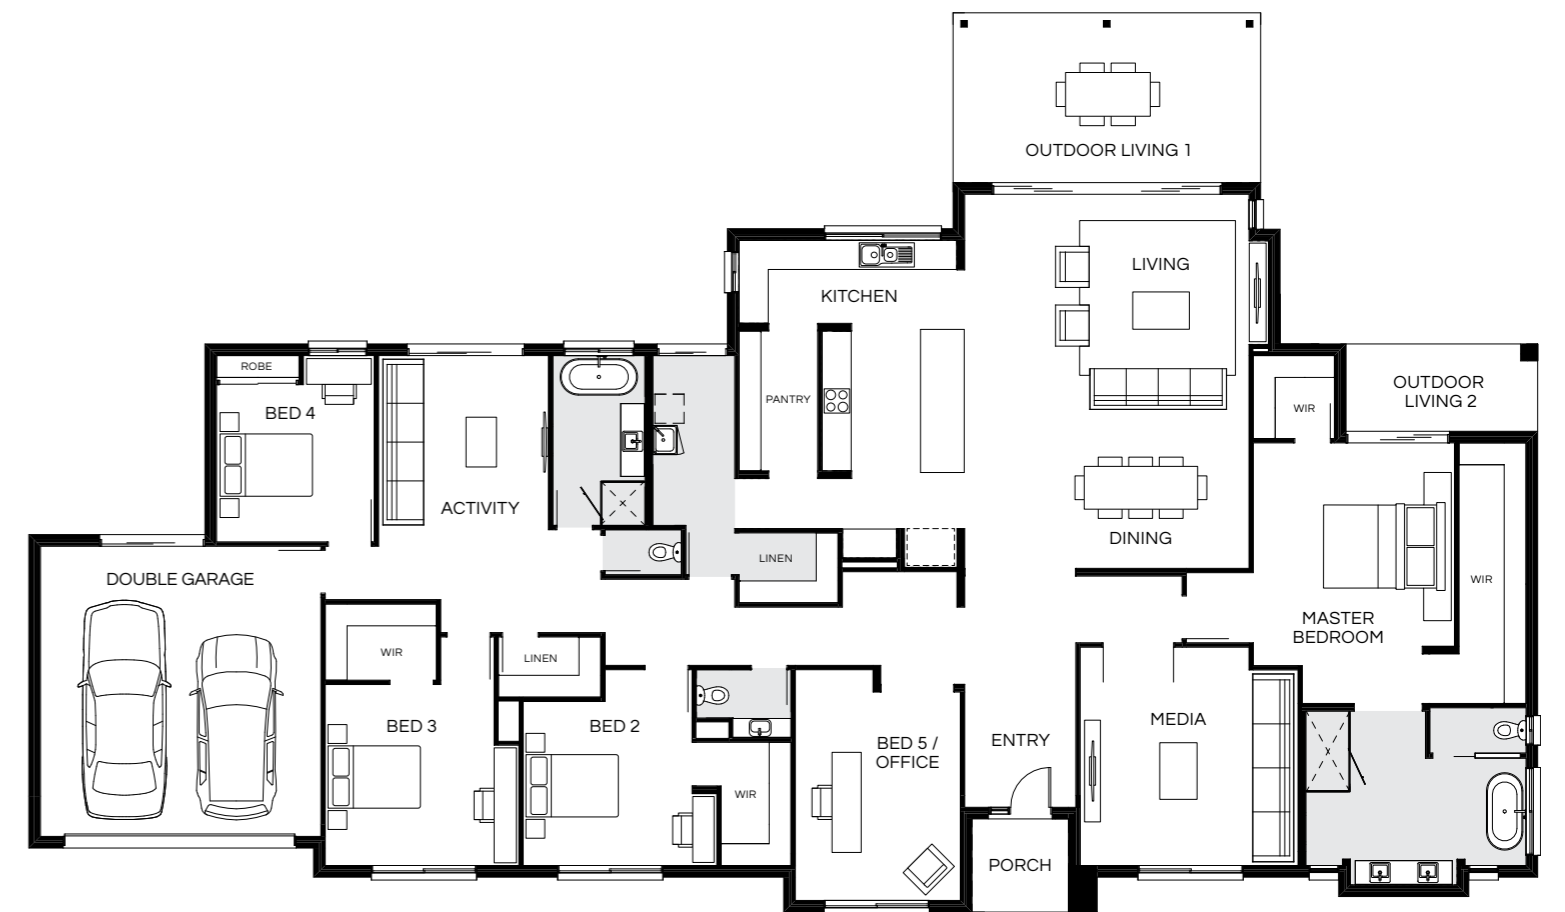 OUTDOOR LIVING 1
LIVING
KITCHEN
ROBE
BED 4
PANTRY
WIR
OUTDOOR
LIVING 2
ACTIVITY
DINING
DOUBLE GARAGE
LINEN
WIR
MASTER
BEDROOM
WIR
LINEN
BED 3
BED 2
MEDIA
ENTRY
BED 5 /
OFFICE
WIR
PORCH